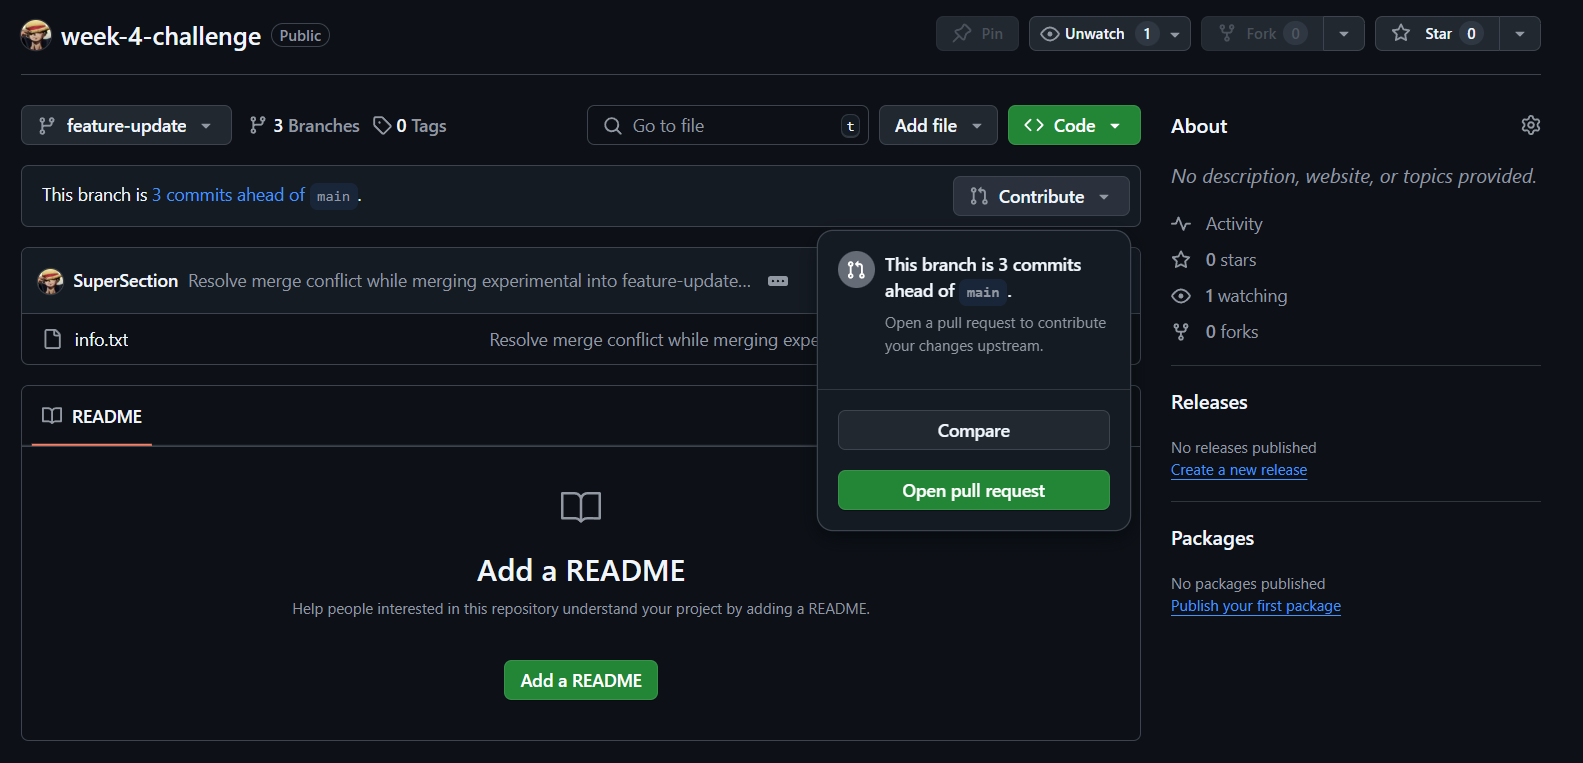 week-4-challenge Public
Pin
Unwatch 1
Fork 0
Star 0
feature-update
3 Branches
0 Tags
Go to file t
Add file
Code
This branch is 3 commits ahead of main .
Contribute
SuperSection Resolve merge conflict while merging experimental into feature-update...
info.txt
Resolve merge conflict while merging expe
This branch is 3 commits
ahead of main .
Open a pull request to contribute
your changes upstream.
Compare
Open pull request
README
Add a README
Help people interested in this repository understand your project by adding a README.
Add a README
About
No description, website, or topics provided.
Activity
0 stars
1 watching
0 forks
Releases
No releases published
Create a new release
Packages
No packages published
Publish your first package